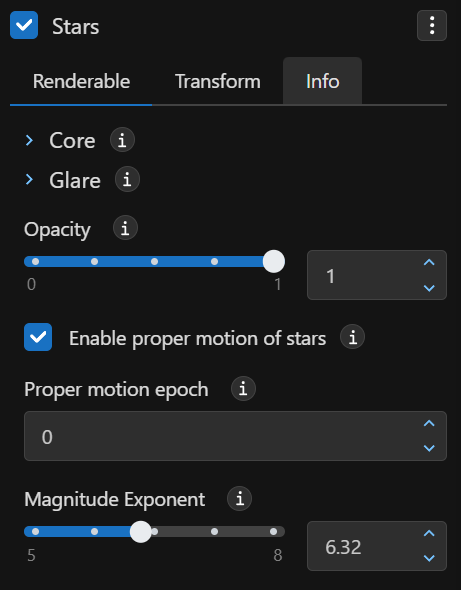 Stars
Renderable Transform Info
Core i
Glare i
Opacity i
1
0 1
Enable proper motion of stars i
Proper motion epoch i
0
Magnitude Exponent i
6.32
5 8